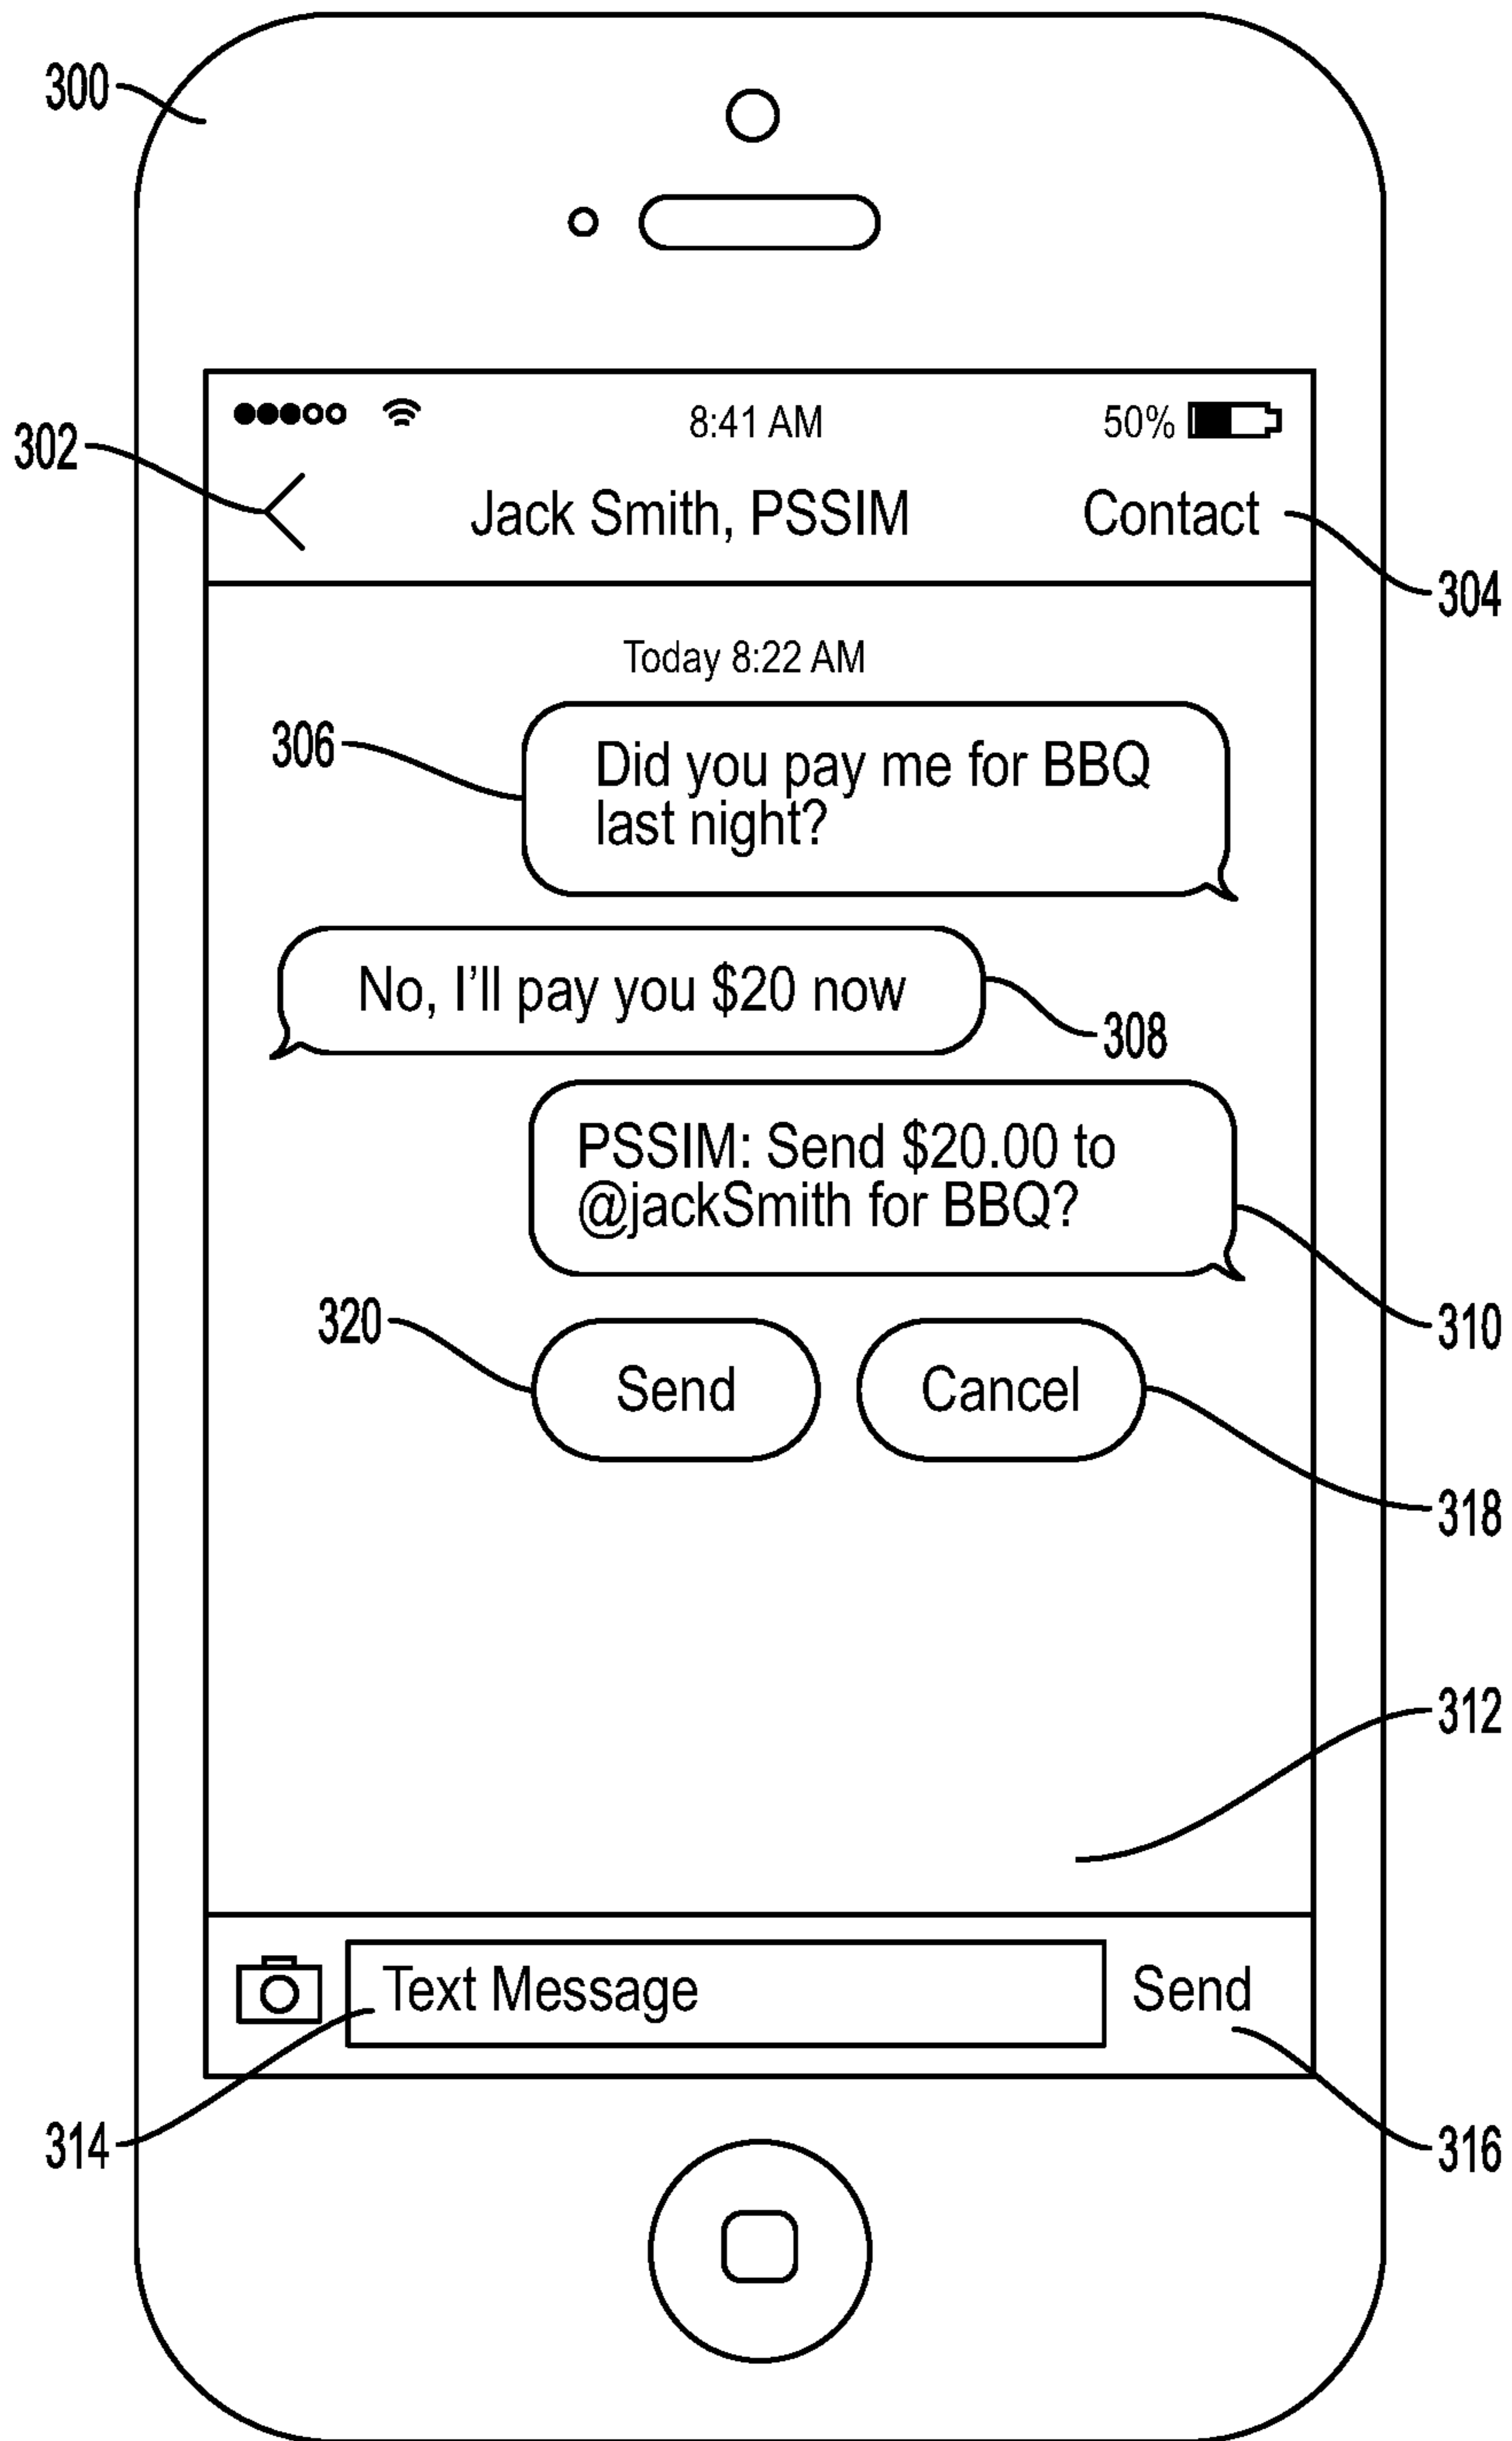 300
8:41 AM
50%
302
Jack Smith, PSSIM
Contact
304
Today 8:22 AM
306
Did you pay me for BBQ
last night?
No, I'll pay you $20 now
308
PSSIM: Send $20.00 to
@jackSmith for BBQ?
310
320
Send
Cancel
318
312
Text Message
Send
314
316